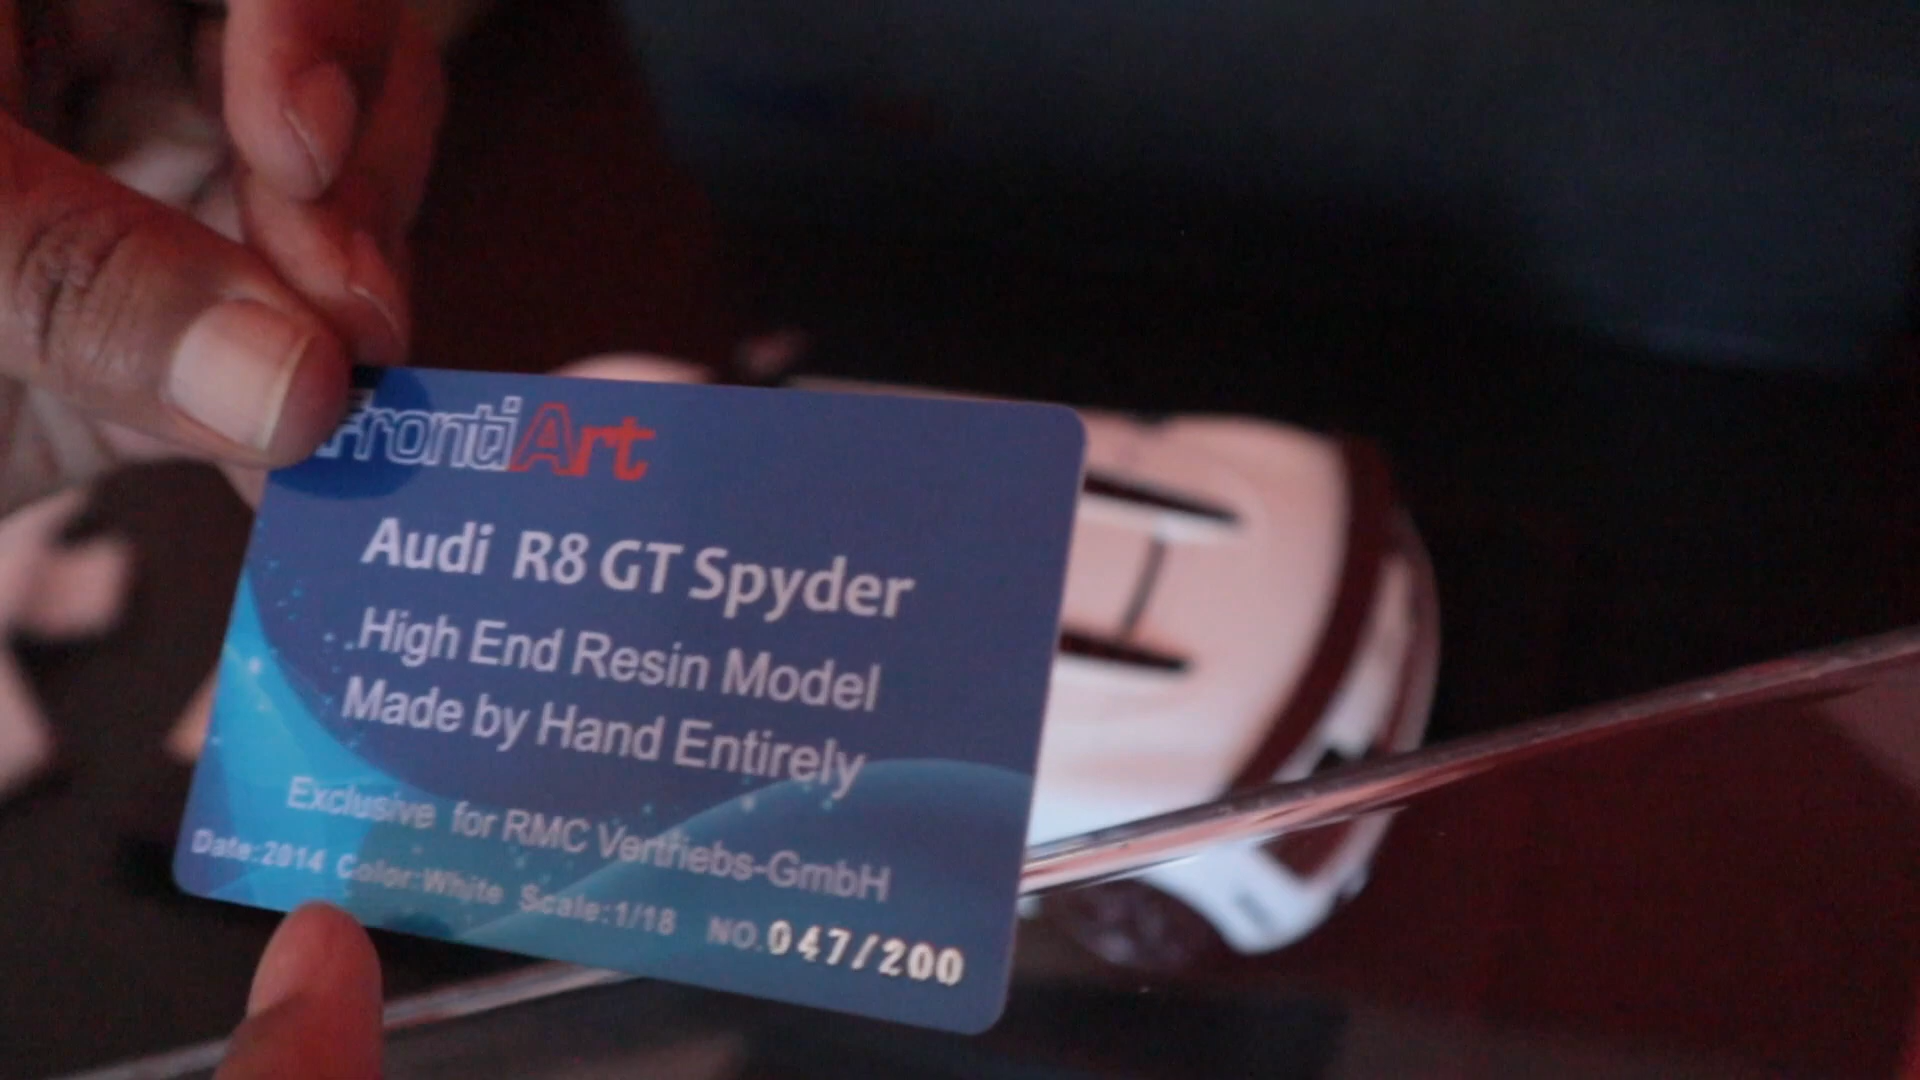 FrontiArt
Audi R8 GT Spyder
High End Resin Model
Made by Hand Entirely
Exclusive for RMC Vertriebs-GmbH
Date:2014 Color:White Scale:1/18 NO.047/200